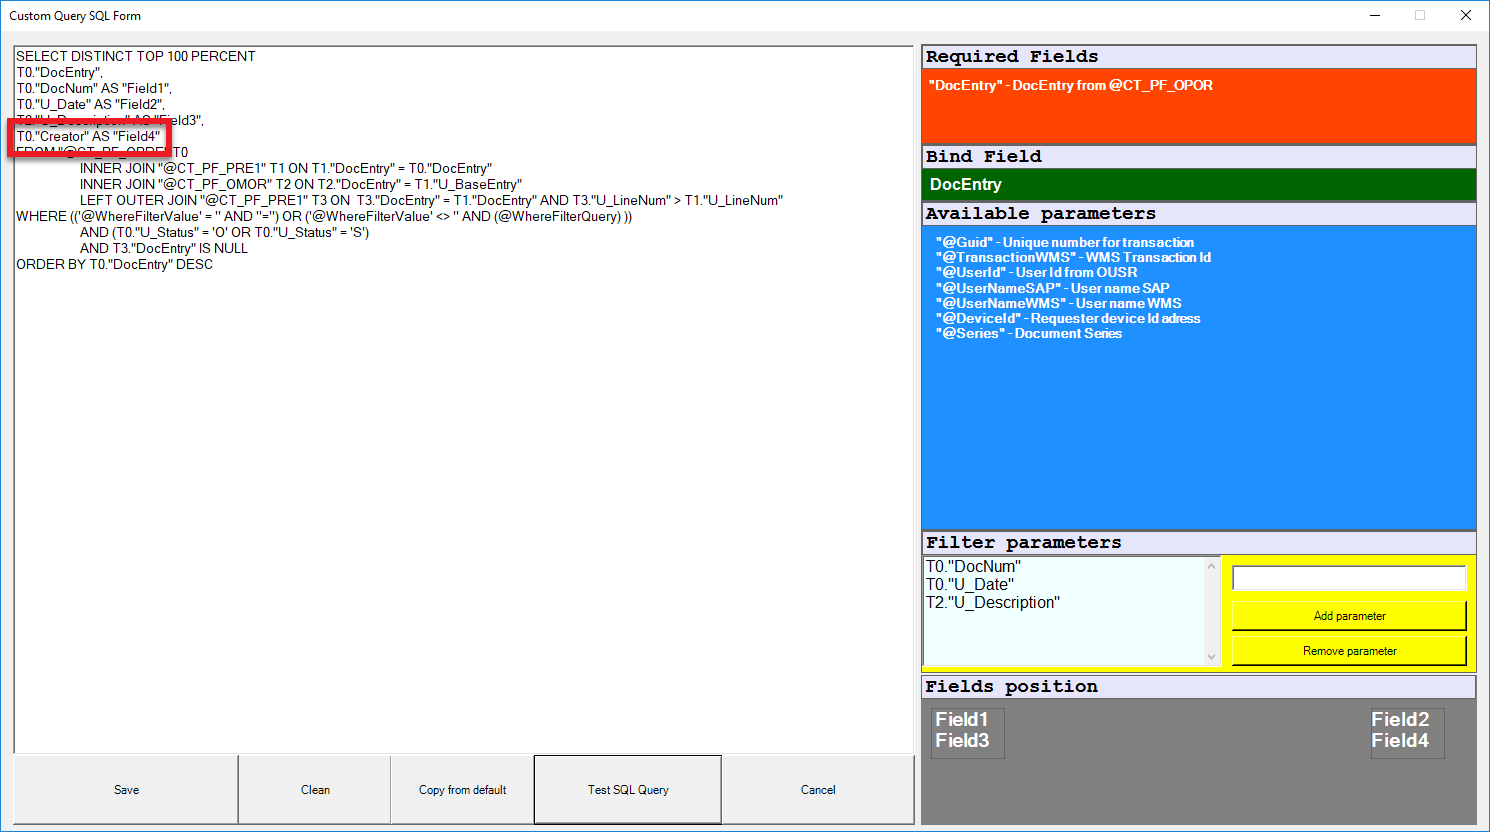 Custom Query SQL Form
SELECT DISTINCT TOP 100 PERCENT
T0."DocEntry",
T0."DocNum" AS "Field1",
T0."U_Date" AS "Field2",
T2."U_Description" AS "Field3",
T0."Creator" AS "Field4"
FROM "@CT_PF_OPRE" T0
INNER JOIN "@CT_PF_PRE1" T1 ON T1."DocEntry" = T0."DocEntry"
INNER JOIN "@CT_PF_OMOR" T2 ON T2."DocEntry" = T1."U_BaseEntry"
LEFT OUTER JOIN "@CT_PF_PRE1" T3 ON  T3."DocEntry" = T1."DocEntry" AND T3."U_LineNum" > T1."U_LineNum"
WHERE (('@WhereFilterValue' = '' AND ''='') OR ('@WhereFilterValue' <> '' AND (@WhereFilterQuery) ))
AND (T0."U_Status" = 'O' OR T0."U_Status" = 'S')
AND T3."DocEntry" IS NULL
ORDER BY T0."DocEntry" DESC
Save
Clean
Copy from default
Test SQL Query
Cancel
Required Fields
"DocEntry" - DocEntry from @CT_PF_OPOR
Bind Field
DocEntry
Available parameters
"@Guid" - Unique number for transaction
"@TransactionWMS" - WMS Transaction Id
"@UserId" - User Id from OUSR
"@UserNameSAP" - User name SAP
"@UserNameWMS" - User name WMS
"@DeviceId" - Requester device Id adress
"@Series" - Document Series
Filter parameters
T0."DocNum"
T0."U_Date"
T2."U_Description"
Add parameter
Remove parameter
Fields position
Field1
Field3
Field2
Field4